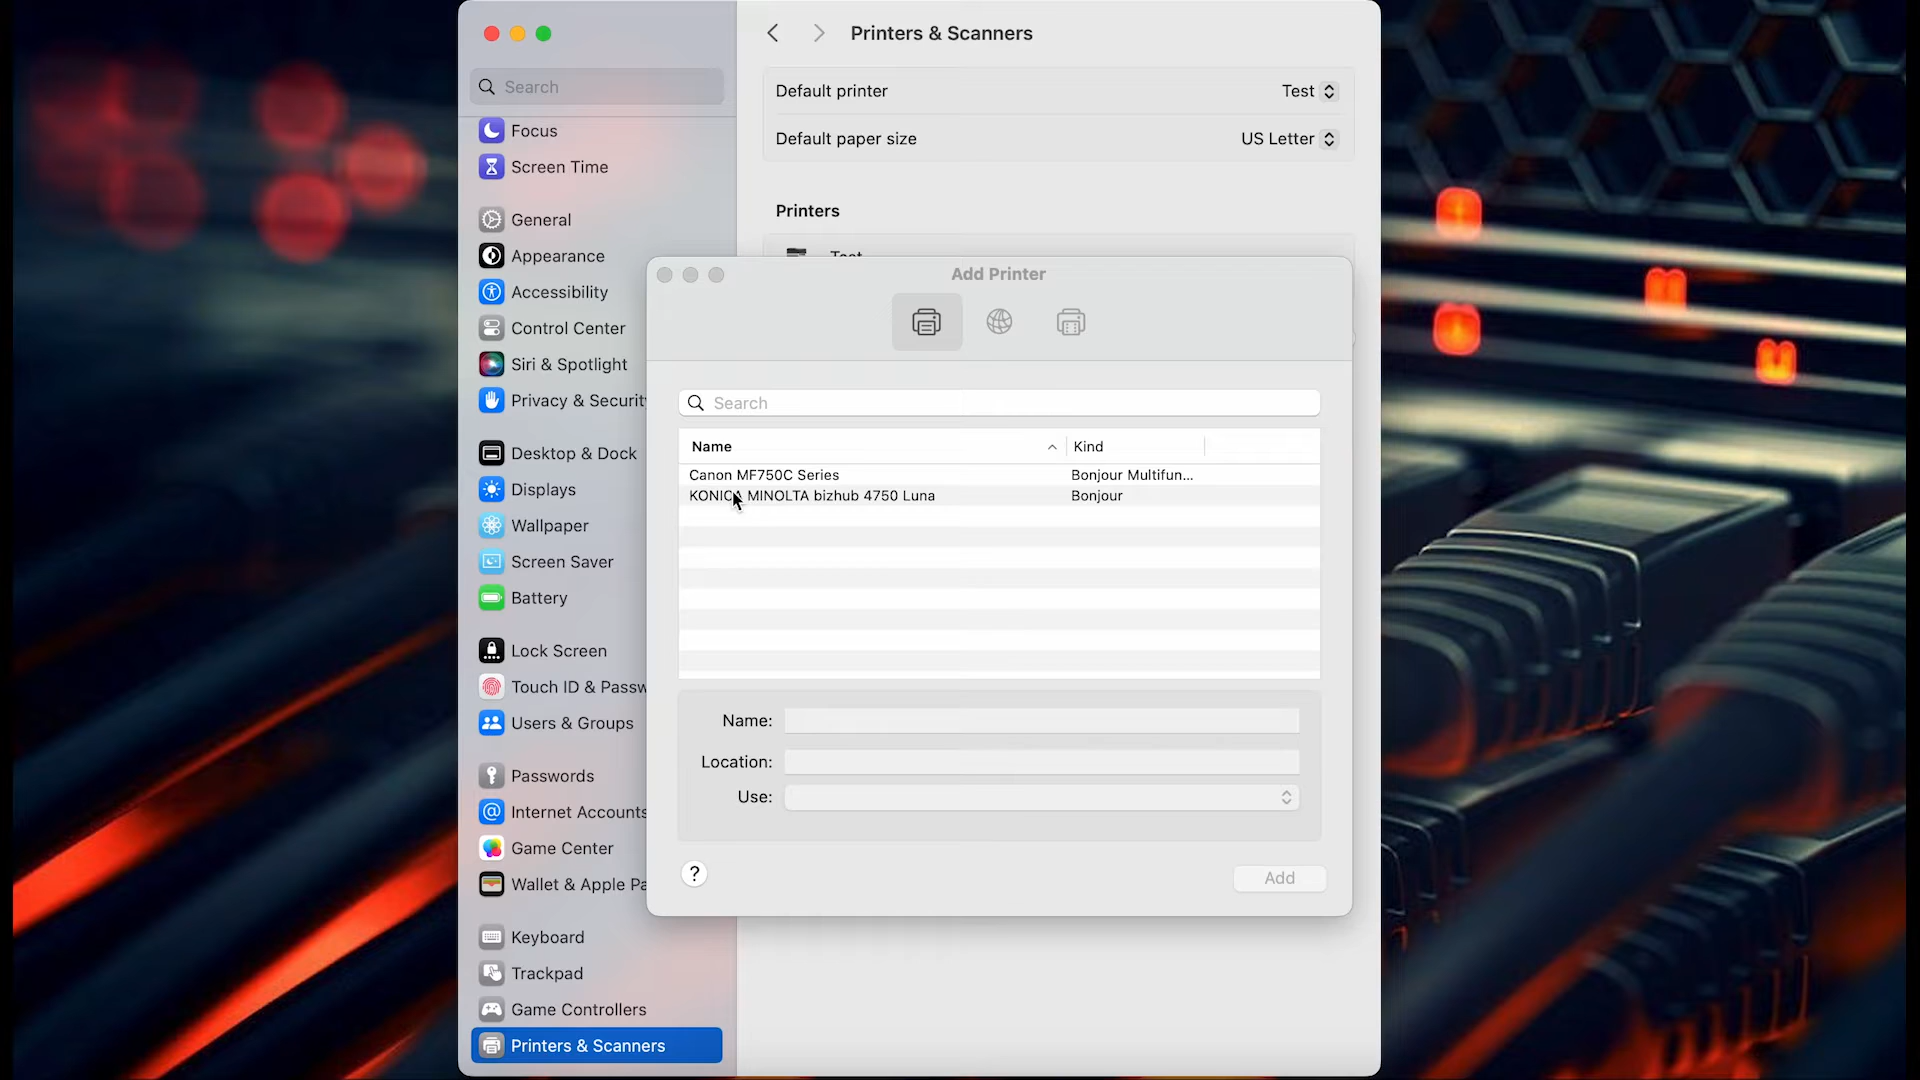 Search
Focus
Screen Time
General
Appearance
Accessibility
Control Center
Siri & Spotlight
Privacy & Securit
Desktop & Dock
Displays
Wallpaper
Screen Saver
Battery
Lock Screen
Touch ID & Passw
Users & Groups
Passwords
Internet Accounts
Game Center
Wallet & Apple Pa
Keyboard
Trackpad
Game Controllers
Printers & Scanners
Printers & Scanners
Default printer Test
Default paper size US Letter
Printers
Test
Add Printer
Search
Name Kind
Canon MF750C Series Bonjour Multifun...
KONICA MINOLTA bizhub 4750 Luna Bonjour
Name:
Location:
Use:
?
Add